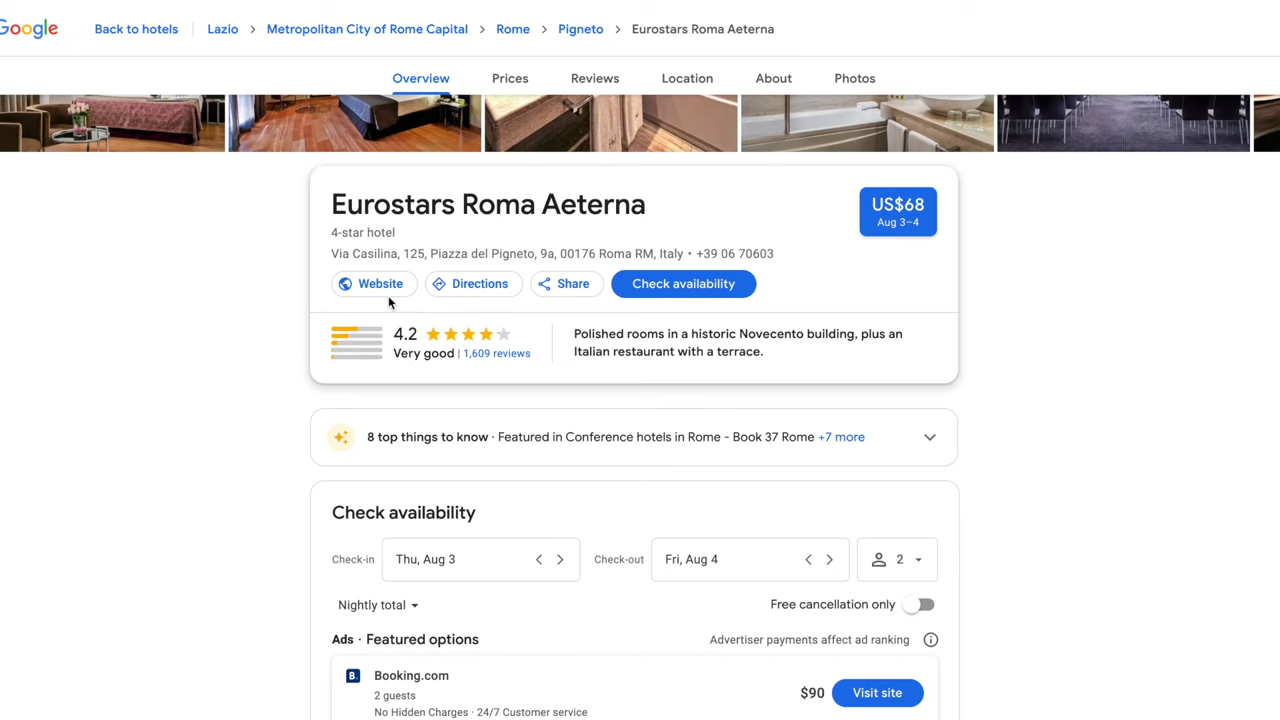 Google
Back to hotels
Lazio > Metropolitan City of Rome Capital > Rome > Pigneto > Eurostars Roma Aeterna
Overview Prices Reviews Location About Photos
Eurostars Roma Aeterna
US$68
Aug 3–4
4-star hotel
Via Casilina, 125, Piazza del Pigneto, 9a, 00176 Roma RM, Italy • +39 06 70603
Website Directions Share Check availability
4.2
Very good | 1,609 reviews
Polished rooms in a historic Novecento building, plus an
Italian restaurant with a terrace.
8 top things to know · Featured in Conference hotels in Rome - Book 37 Rome +7 more
Check availability
Check-in Thu, Aug 3 Check-out Fri, Aug 4 2
Nightly total Free cancellation only
Ads · Featured options Advertiser payments affect ad ranking
B. Booking.com
2 guests
$90 Visit site
No Hidden Charges · 24/7 Customer service